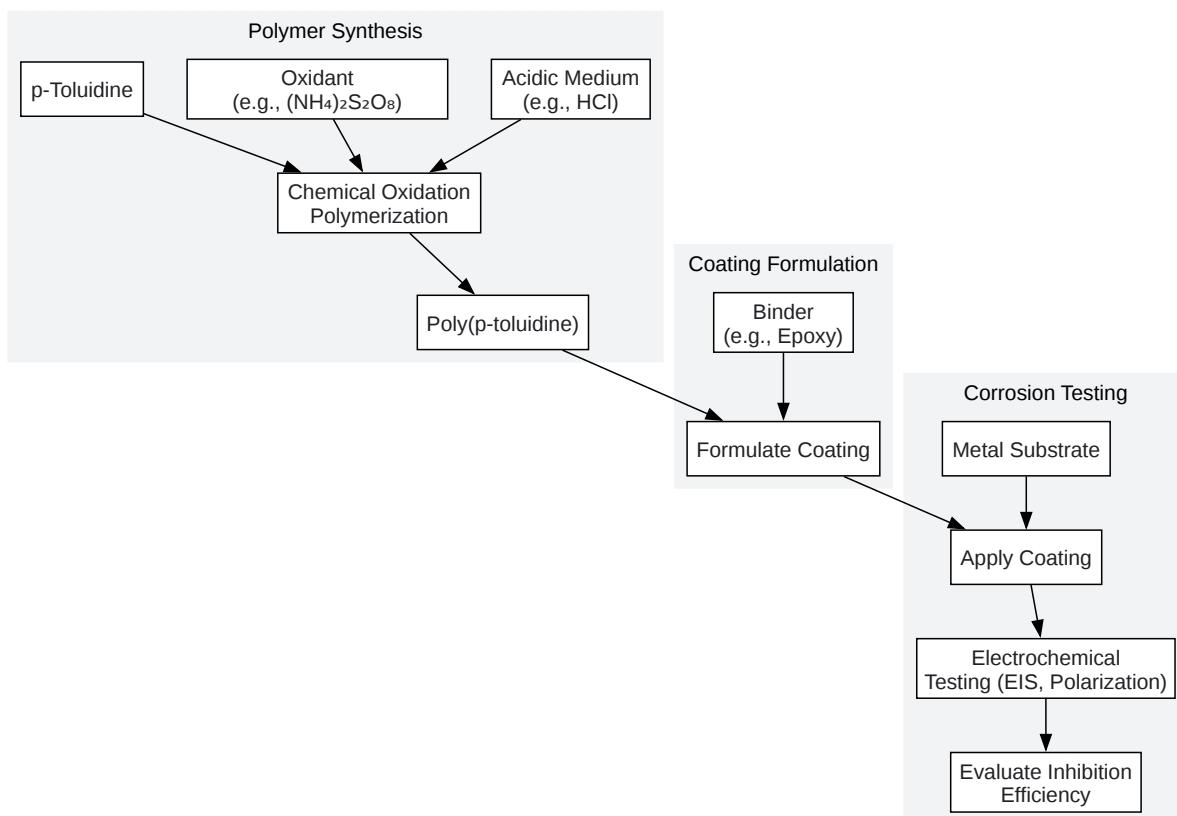 Polymer Synthesis
p-Toluidine
Oxidant
(e.g., (NH₄)₂S₂O₈)
Acidic Medium
(e.g., HCl)
Chemical Oxidation
Polymerization
Poly(p-toluidine)
Coating Formulation
Binder
(e.g., Epoxy)
Formulate Coating
Corrosion Testing
Metal Substrate
Apply Coating
Electrochemical
Testing (EIS, Polarization)
Evaluate Inhibition
Efficiency